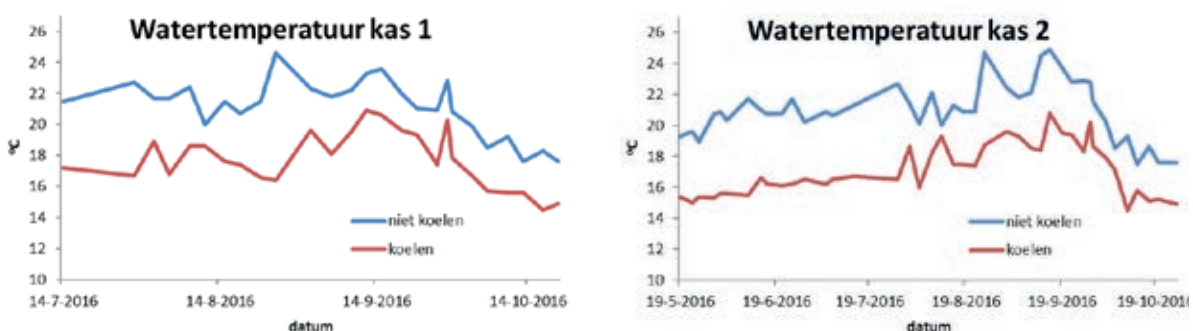 Watertemperatuur kas 1
26
24
22
20
18
16
14
12
10
ºC
niet koelen
koelen
14-7-2016 14-8-2016 14-9-2016 14-10-2016
datum
Watertemperatuur kas 2
26
24
22
20
18
16
14
12
10
ºC
niet koelen
koelen
19-5-2016 19-6-2016 19-7-2016 19-8-2016 19-9-2016 19-10-2016
datum